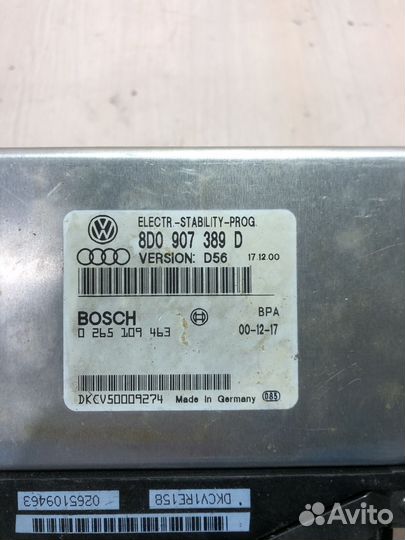 ELECTR.-STABILITY-PROG.
8D0 907 389 D
VERSION: D56 17.12.00
BOSCH BPA
0 265 109 463 00-12-17
DKCV50009274 Made in Germany 085
0265109463 DKCV1RE158
Avito